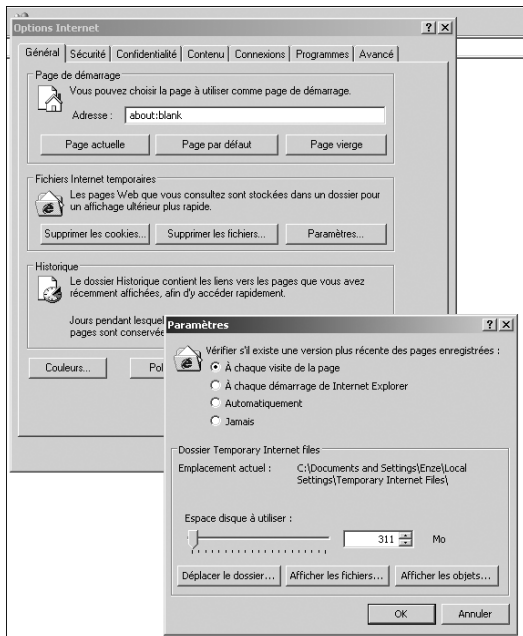 Options Internet
Général Sécurité Confidentialité Contenu Connexions Programmes Avancé
Page de démarrage
Vous pouvez choisir la page à utiliser comme page de démarrage.
Adresse : about:blank
Page actuelle Page par défaut Page vierge
Fichiers Internet temporaires
Les pages Web que vous consultez sont stockées dans un dossier pour
un affichage ultérieur plus rapide.
Supprimer les cookies... Supprimer les fichiers... Paramètres...
Historique
Le dossier Historique contient les liens vers les pages que vous avez
récemment affichées, afin d'y accéder rapidement.
Jours pendant lesquel
pages sont conservée
Couleurs... Pol
Paramètres
Vérifier s'il existe une version plus récente des pages enregistrées :
À chaque visite de la page
À chaque démarrage de Internet Explorer
Automatiquement
Jamais
Dossier Temporary Internet files
Emplacement actuel : C:\Documents and Settings\Enze\Local
Settings\Temporary Internet Files\
Espace disque à utiliser :
311 Mo
Déplacer le dossier... Afficher les fichiers... Afficher les objets...
OK Annuler